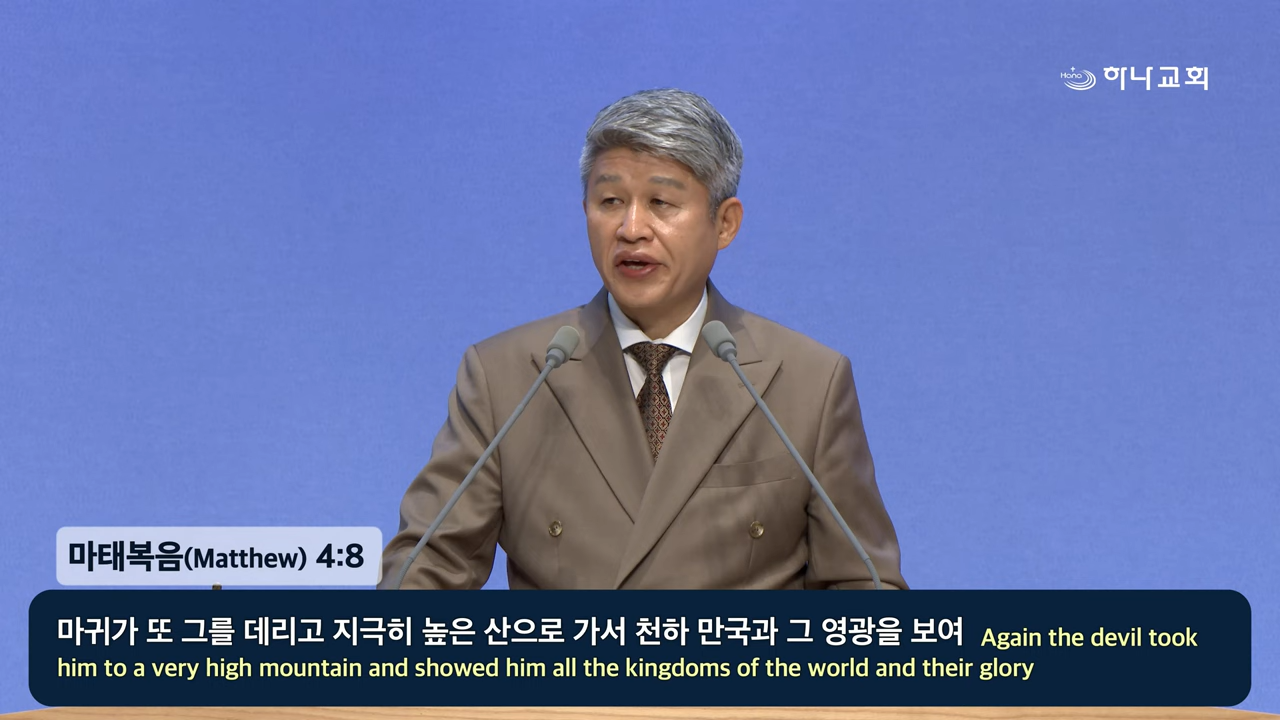 Hana 하나교회
마태복음(Matthew) 4:8
마귀가 또 그를 데리고 지극히 높은 산으로 가서 천하 만국과 그 영광을 보여 Again the devil took
him to a very high mountain and showed him all the kingdoms of the world and their glory